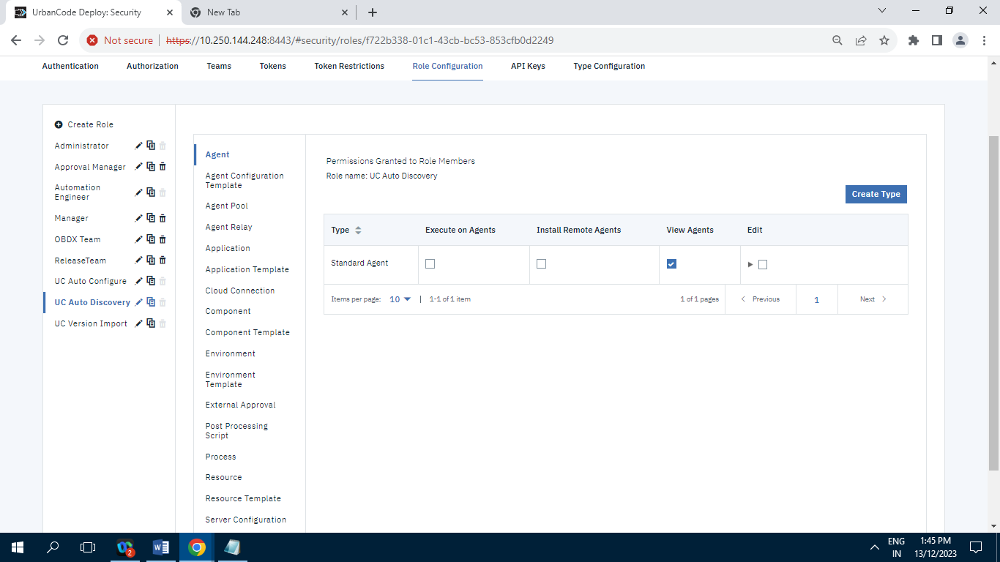 UrbanCode Deploy: Security
New Tab
Not secure
https://10.250.144.248:8443/#security/roles/f722b338-01c1-43cb-bc53-853cfb0d2249
Authentication Authorization Teams Tokens Token Restrictions Role Configuration API Keys Type Configuration
Create Role
Administrator
Approval Manager
Automation
Engineer
Manager
OBDX Team
ReleaseTeam
UC Auto Configure
UC Auto Discovery
UC Version Import
Agent
Agent Configuration
Template
Agent Pool
Agent Relay
Application
Application Template
Cloud Connection
Component
Component Template
Environment
Environment
Template
External Approval
Post Processing
Script
Process
Resource
Resource Template
Server Configuration
Permissions Granted to Role Members
Role name: UC Auto Discovery
Create Type
Type Execute on Agents Install Remote Agents View Agents Edit
Standard Agent
Items per page: 10 | 1-1 of 1 item 1 of 1 pages Previous 1 Next
2
W
ENG
IN
1:45 PM
13/12/2023